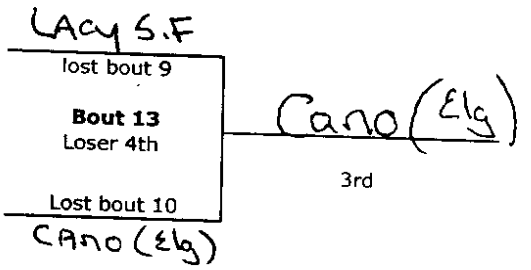 LAcy S.F
lost bout 9
Bout 13
Loser 4th
Cano (Elg)
3rd
Lost bout 10
CAno (Elg)